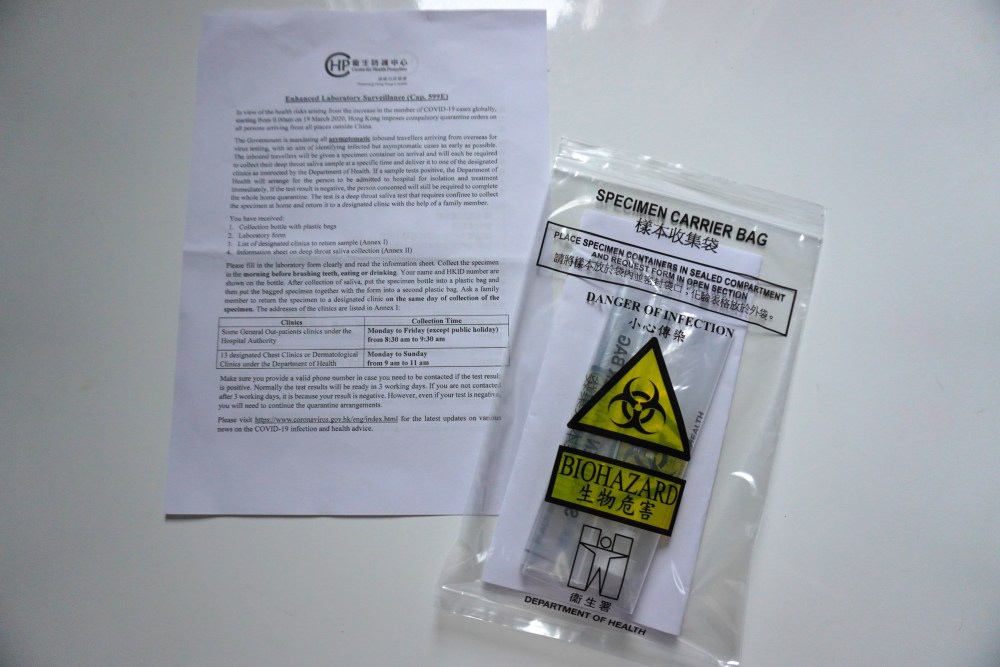 CHP 衞生防護中心
Centre for Health Protection
Enhanced Laboratory Surveillance (Cap. 599E)
In view of the health risks arising from the increase in the number of COVID-19 cases globally,
starting from 0:00am on 19 March 2020, Hong Kong imposes compulsory quarantine orders on
all persons arriving from all places outside China.
The Government is mandating all asymptomatic inbound travellers arriving from overseas for
virus testing, with an aim of identifying infected but asymptomatic cases as early as possible.
The inbound travellers will be given a specimen container on arrival and will each be required
to collect their deep throat saliva sample at a specific time and deliver it to one of the designated
clinics as instructed by the Department of Health. If a sample tests positive, the Department of
Health will arrange for the person to be admitted to hospital for isolation and treatment
immediately. If the test result is negative, the person concerned will still be required to complete
the whole home quarantine. The test is a deep throat saliva test that requires confinee to collect
the specimen at home and return it to a designated clinic with the help of a family member.
You have received:
1. Collection bottle with plastic bags
2. Laboratory form
3. List of designated clinics to return sample (Annex I)
4. Information sheet on deep throat saliva collection (Annex II)
Please fill in the laboratory form clearly and read the information sheet. Collect the specimen
in the morning before brushing teeth, eating or drinking. Your name and HKID number are
shown on the bottle. After collection of saliva, put the specimen bottle into a plastic bag and
then put the bagged specimen together with the form into a second plastic bag. Ask a family
member to return the specimen to a designated clinic on the same day of collection of the
specimen. The addresses of the clinics are listed in Annex I:
Clinics Collection Time
Some General Out-patients clinics under the Hospital Authority
Monday to Friday (except public holiday) from 8:30 am to 9:30 am
13 designated Chest Clinics or Dermatological Clinics under the Department of Health
Monday to Sunday from 9 am to 11 am
Make sure you provide a valid phone number in case you need to be contacted if the test result
is positive. Normally the test results will be ready in 3 working days. If you are not contacted
after 3 working days, it is because your result is negative. However, even if your test is negative,
you will need to continue the quarantine arrangements.
Please visit https://www.coronavirus.gov.hk/eng/index.html for the latest updates on various
news on the COVID-19 infection and health advice.
SPECIMEN CARRIER BAG
樣本收集袋
PLACE SPECIMEN CONTAINERS IN SEALED COMPARTMENT
AND REQUEST FORM IN OPEN SECTION
請將樣本放於袋內並密封袋口，化驗表格放於外袋。
DANGER OF INFECTION
小心傳染
BIOHAZARD
生物危害
衞生署
DEPARTMENT OF HEALTH